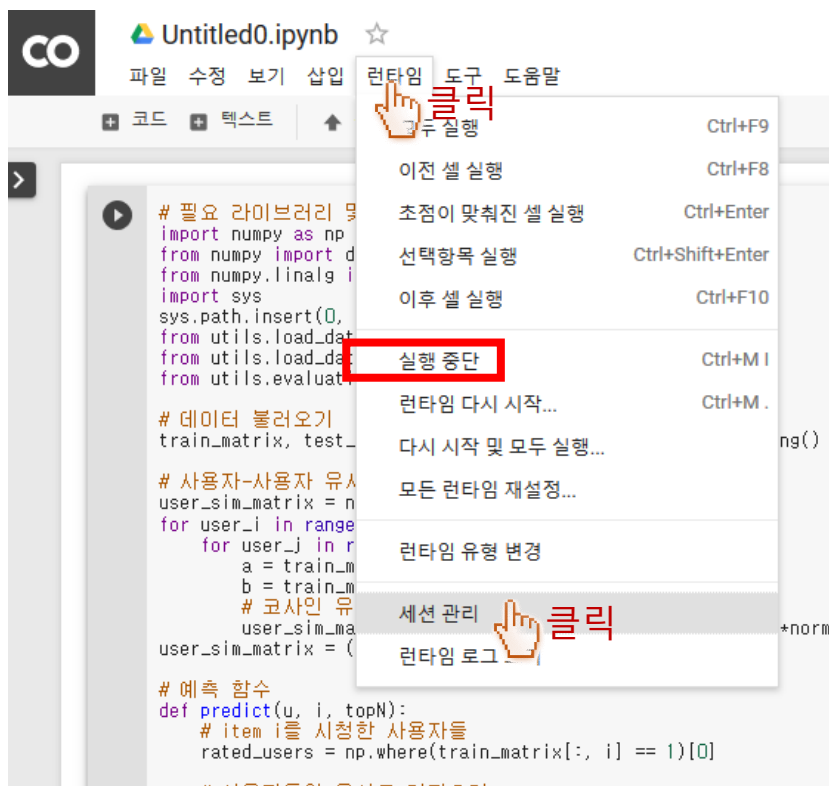 CO
Untitled0.ipynb
파일 수정 보기 삽입 런타임 도구 도움말
클릭
코드 텍스트
실행 Ctrl+F9
이전 셀 실행 Ctrl+F8
초점이 맞춰진 셀 실행 Ctrl+Enter
선택항목 실행 Ctrl+Shift+Enter
이후 셀 실행 Ctrl+F10
실행 중단 Ctrl+M I
런타임 다시 시작... Ctrl+M .
다시 시작 및 모두 실행...
모든 런타임 재설정...
런타임 유형 변경
세션 관리 클릭
런타임 로그
# 필요 라이브러리 및
import numpy as np
from numpy import d
from numpy.linalg i
import sys
sys.path.insert(0,
from utils.load_dat
from utils.load_dat
from utils.evaluat
# 데이터 불러오기
train_matrix, test_ ng()
# 사용자-사용자 유사
user_sim_matrix = n
for user_i in range
for user_j in r
a = train_m
b = train_m
# 코사인 유
user_sim_ma *norm
user_sim_matrix = (
# 예측 함수
def predict(u, i, topN):
# item i를 시청한 사용자들
rated_users = np.where(train_matrix[:, i] == 1)[0]